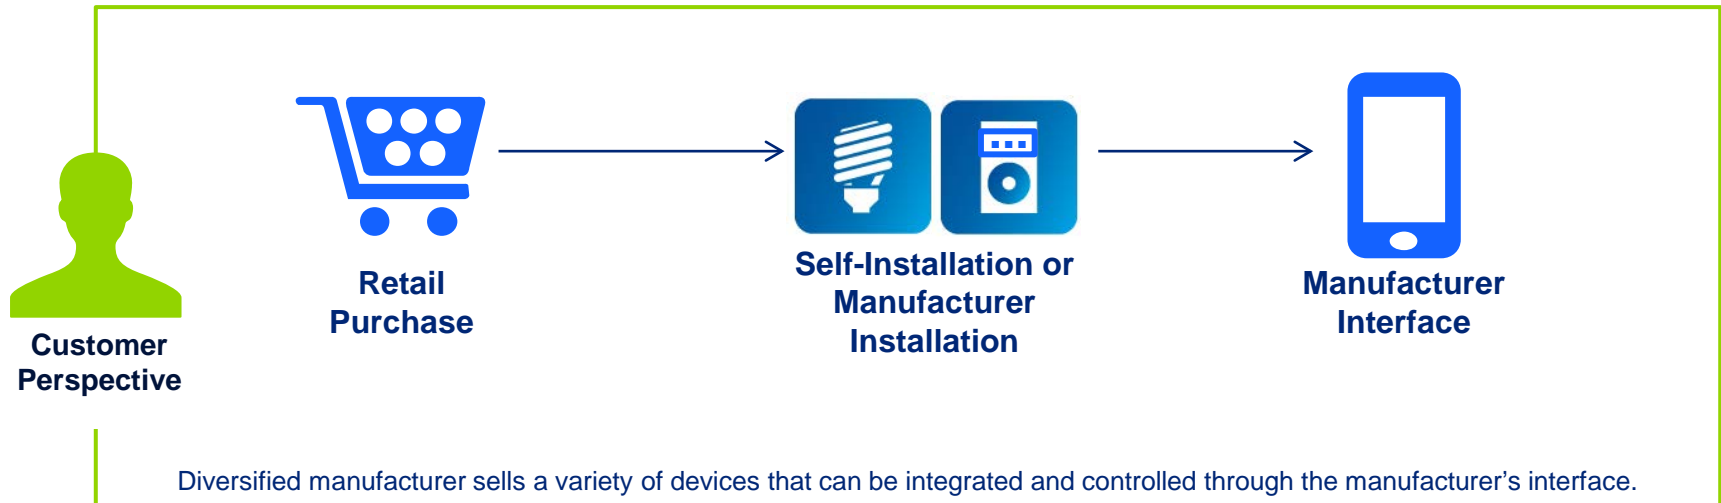 Retail
Purchase
Self-Installation or
Manufacturer
Installation
Manufacturer
Interface
Customer
Perspective
Diversified manufacturer sells a variety of devices that can be integrated and controlled through the manufacturer’s interface.